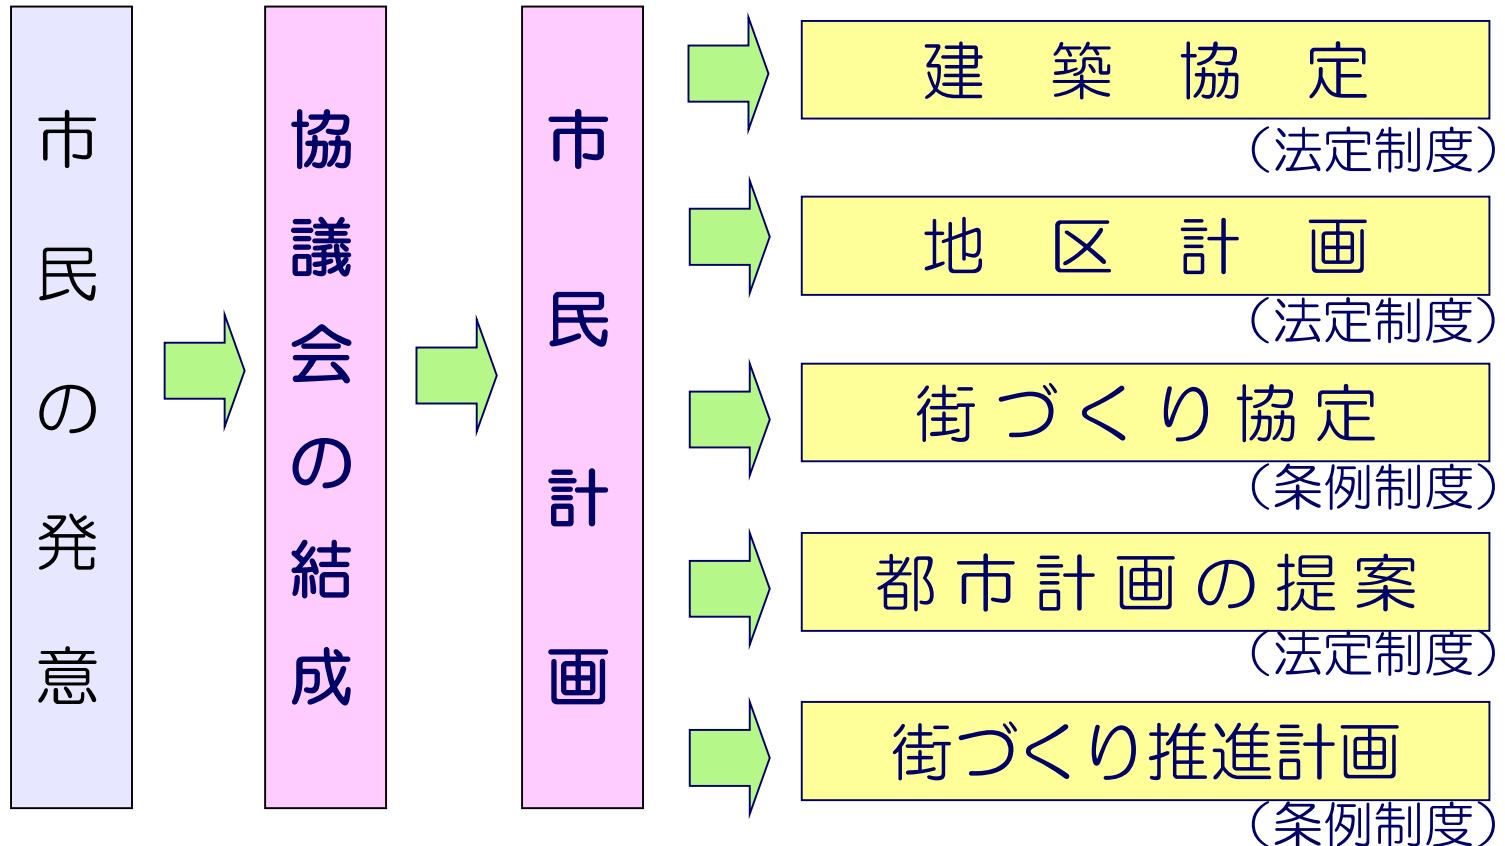 市民の発意
協議会の結成
市民計画
建築協定
（法定制度）
地区計画
（法定制度）
街づくり協定
（条例制度）
都市計画の提案
（法定制度）
街づくり推進計画
（条例制度）